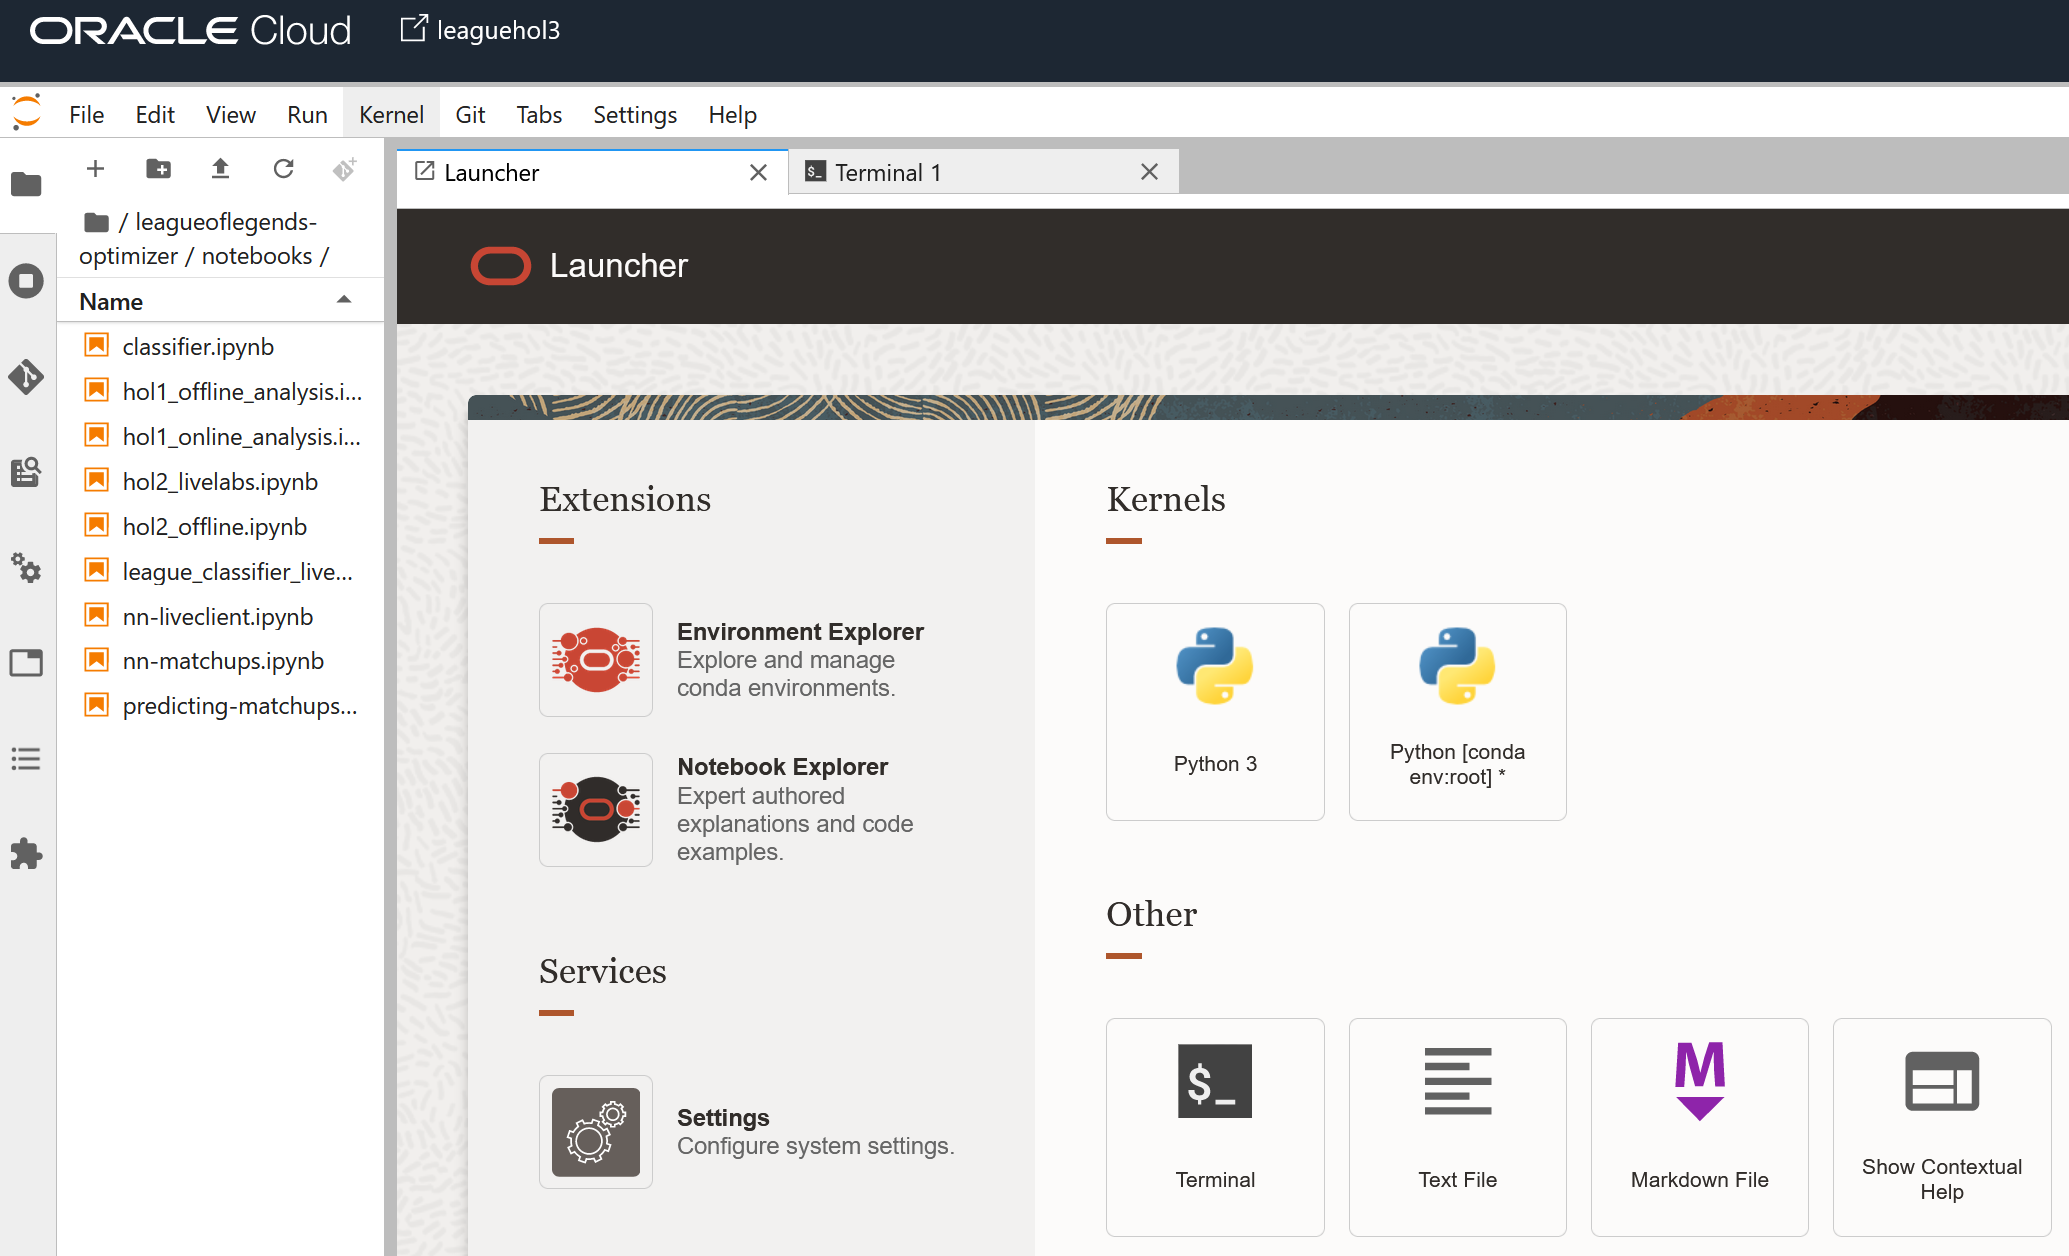 ORACLE Cloud leaguehol3
File Edit View Run Kernel Git Tabs Settings Help
Launcher
$_ Terminal 1
/ leagueoflegends-
optimizer / notebooks /
Name
classifier.ipynb
hol1_offline_analysis.i...
hol1_online_analysis.i...
hol2_livelabs.ipynb
hol2_offline.ipynb
league_classifier_live...
nn-liveclient.ipynb
nn-matchups.ipynb
predicting-matchups...
Launcher
Extensions
Environment Explorer
Explore and manage
conda environments.
Notebook Explorer
Expert authored
explanations and code
examples.
Services
Settings
Configure system settings.
Kernels
Python 3
Python [conda
env:root] *
Other
$_
Terminal
Text File
M
Markdown File
Show Contextual
Help